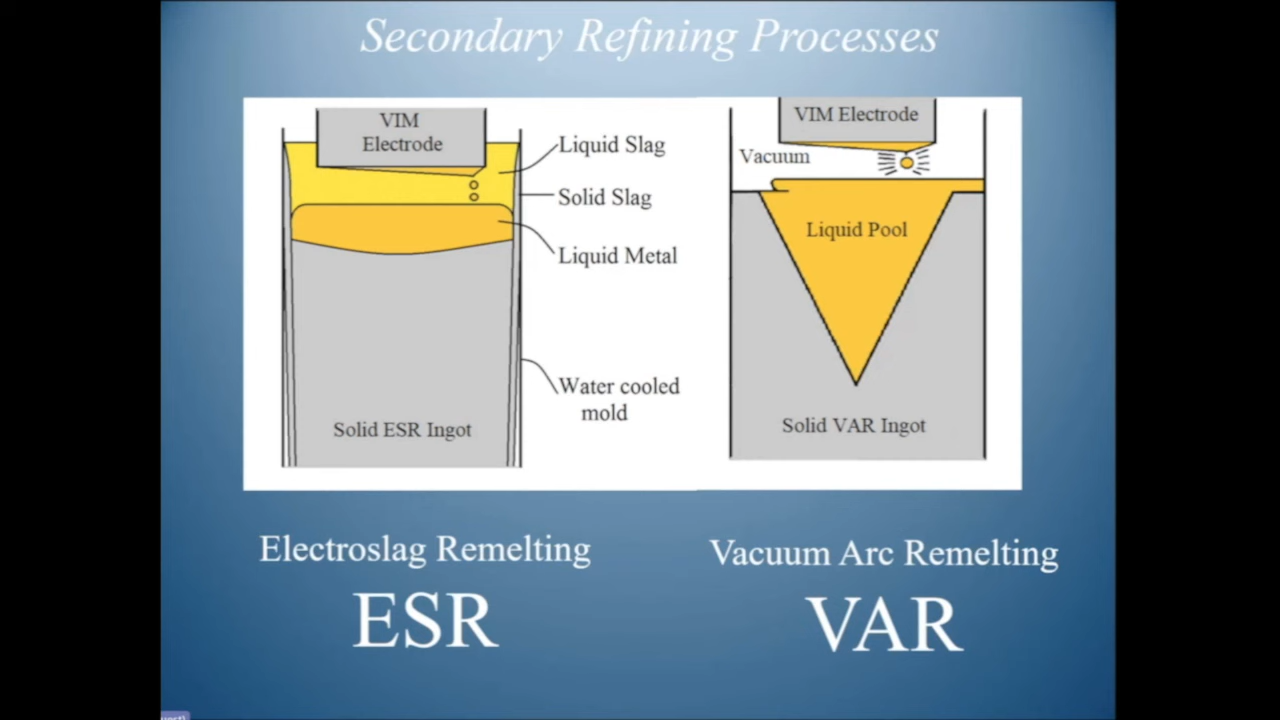 Secondary Refining Processes
VIM
Electrode
Liquid Slag
Solid Slag
Liquid Metal
Water cooled
mold
Solid ESR Ingot
VIM Electrode
Vacuum
Liquid Pool
Solid VAR Ingot
Electroslag Remelting
ESR
Vacuum Arc Remelting
VAR